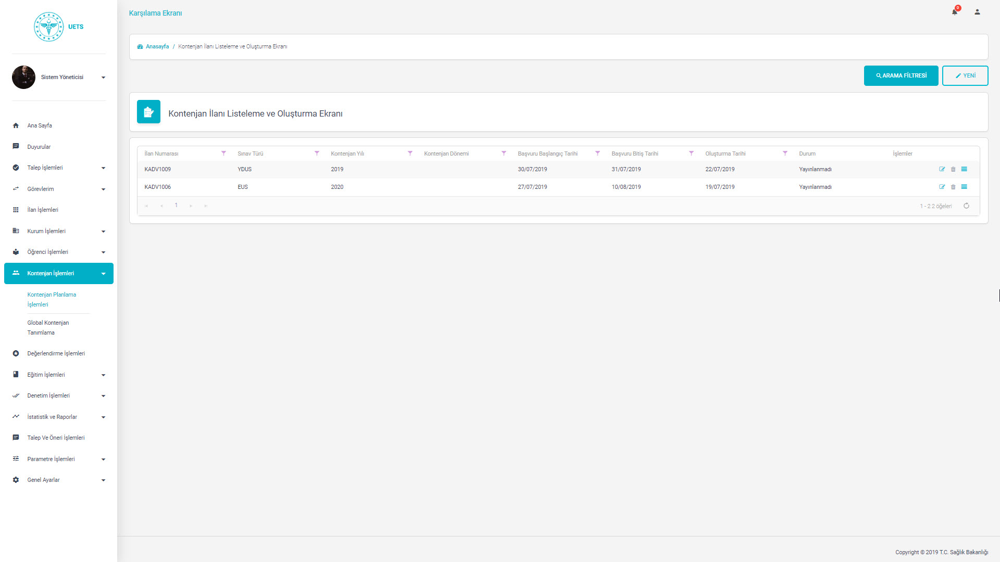 UETS
Karşılama Ekranı
0
Sistem Yöneticisi
Anasayfa / Kontenjan İlanı Listeleme ve Oluşturma Ekranı
ARAMA FİLTRESİ
YENİ
Kontenjan İlanı Listeleme ve Oluşturma Ekranı
İlan Numarası Sınav Türü Kontenjan Yılı Kontenjan Dönemi Başvuru Başlangıç Tarihi Başvuru Bitiş Tarihi Oluşturma Tarihi Durum İşlemler
KADV1009 YDUS 2019 30/07/2019 31/07/2019 22/07/2019 Yayınlanmadı
KADV1006 EUS 2020 27/07/2019 10/08/2019 19/07/2019 Yayınlanmadı
1
1 - 2 2 öğeleri
Ana Sayfa
Duyurular
Talep İşlemleri
Görevlerim
İlan İşlemleri
Kurum İşlemleri
Öğrenci İşlemleri
Kontenjan İşlemleri
Kontenjan Planlama
İşlemleri
Global Kontenjan
Tanımlama
Değerlendirme İşlemleri
Eğitim İşlemleri
Denetim İşlemleri
İstatistik ve Raporlar
Talep Ve Öneri İşlemleri
Parametre İşlemleri
Genel Ayarlar
Copyright © 2019 T.C. Sağlık Bakanlığı